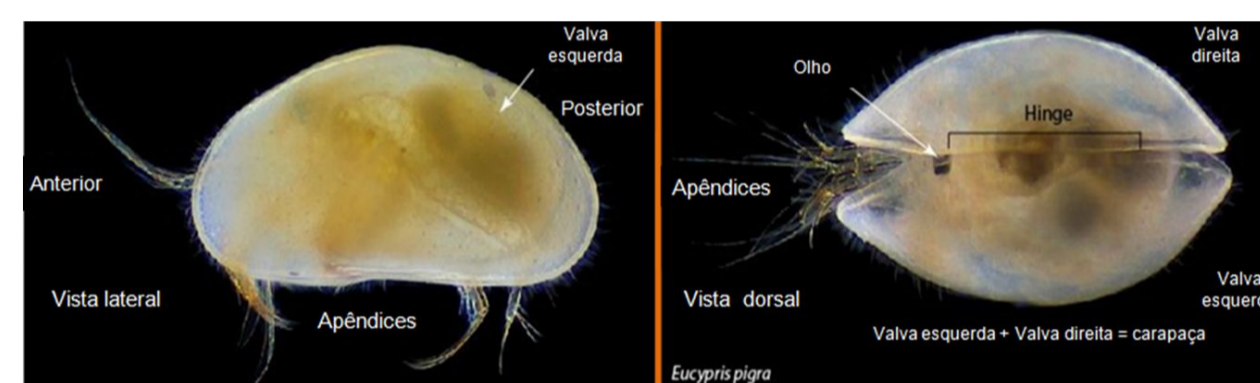 Valva
esquerda
Posterior
Anterior
Vista lateral
Apêndices
Valva
direita
Olho
Hinge
Apêndices
Vista dorsal
Valva
Valva esquerda + Valva direita = carapaça
Eucypris pigra